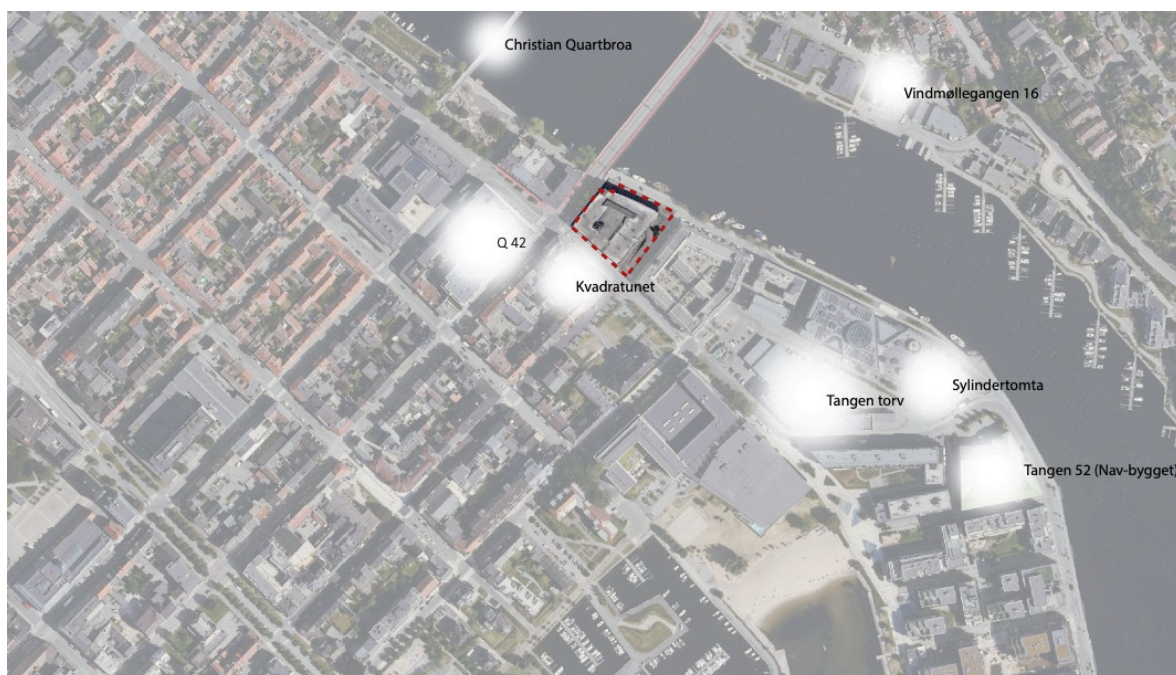 Christian Quartbroa
Vindmøllegangen 16
Q 42
Kvadratunet
Sylindertomta
Tangen torv
Tangen 52 (Nav-bygget)